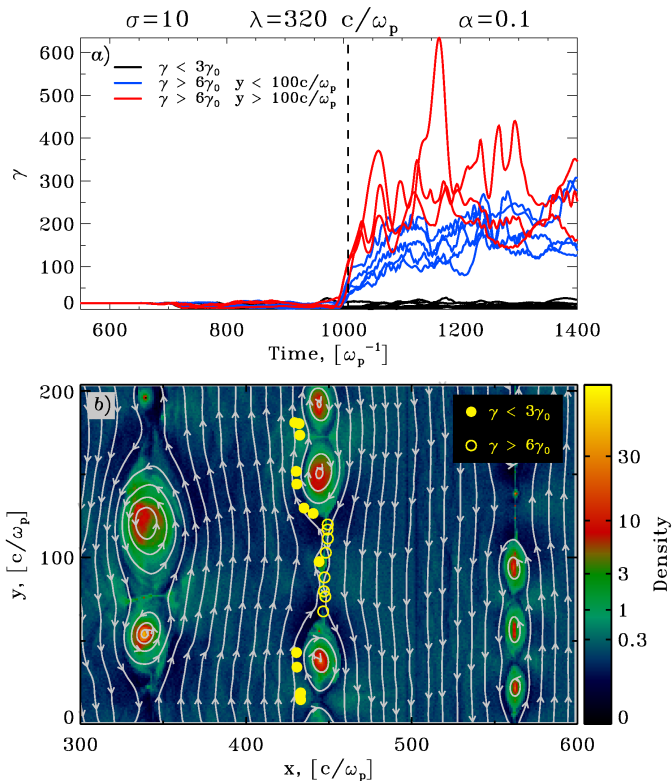 σ=10 λ=320 c/ωₚ α=0.1
a)
γ < 3γ₀
γ > 6γ₀ y < 100c/ωₚ
γ > 6γ₀ y > 100c/ωₚ
600
500
400
300
200
100
0
γ
600 800 1000 1200 1400
Time, [ωₚ⁻¹]
b)
γ < 3γ₀
γ > 6γ₀
200
100
0
y, [c/ωₚ]
300 400 500 600
x, [c/ωₚ]
30
10
3
1
0.3
0
Density